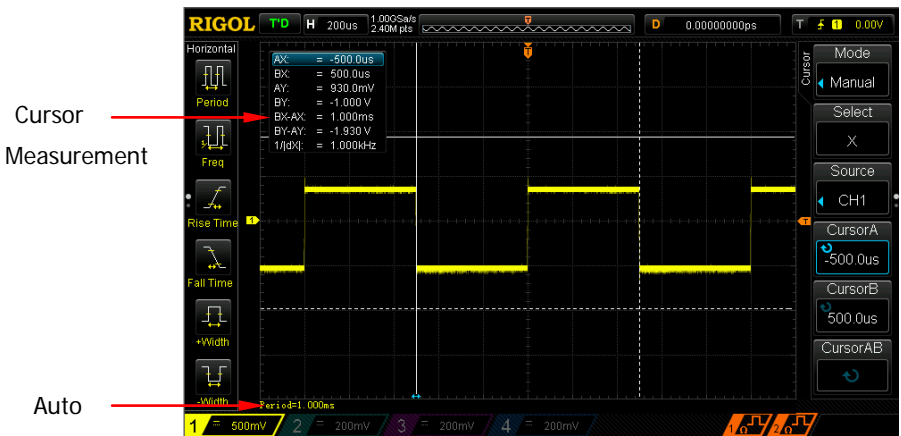 RIGOL T'D H 200us 1.00GSa/s 2.40M pts D 0.00000000ps T 1 0.00V
Horizontal
Period
Freq
Rise Time
Fall Time
+Width
-Width
Cursor
Measurement
Auto
AX: = -500.0us
BX: = 500.0us
AY: = 930.0mV
BY: = -1.000 V
BX-AX: = 1.000ms
BY-AY: = -1.930 V
1/|dX|: = 1.000kHz
T
1
T
Period=1.000ms
Cursor
Mode
Manual
Select
X
Source
CH1
CursorA
-500.0us
CursorB
500.0us
CursorAB
1 = 500mV 2 = 200mV 3 = 200mV 4 = 200mV 1 Ω 2 Ω